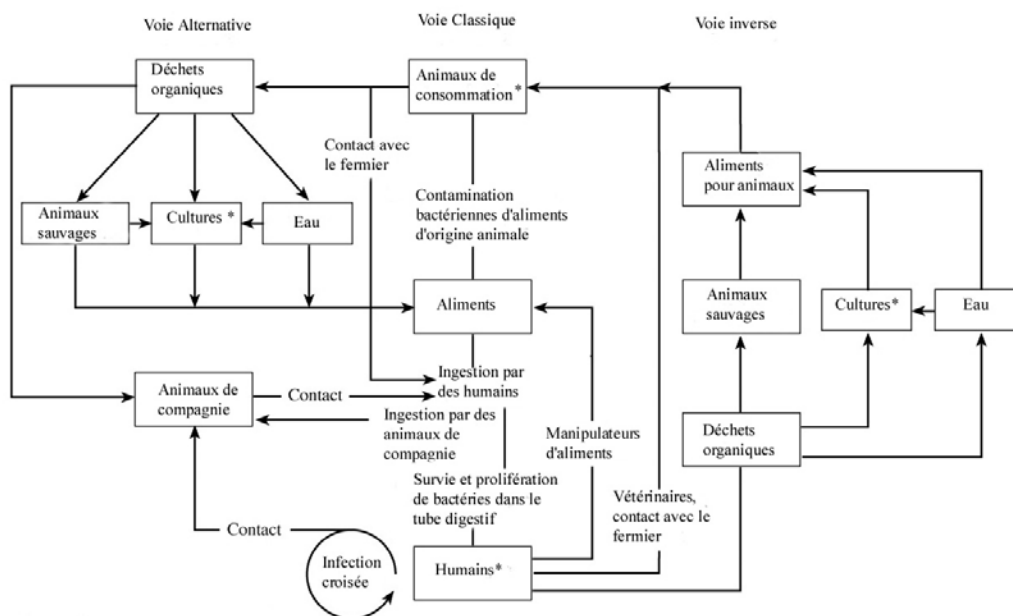 Voie Alternative
Voie Classique
Voie inverse
Déchets
organiques
Animaux de
consommation*
Contact avec
le fermier
Aliments
pour animaux
Contamination
bactériennes d'aliments
d'origine animale
Animaux
sauvages
Cultures *
Eau
Aliments
Animaux
sauvages
Cultures*
Eau
Animaux de
compagnie
Contact
Ingestion par
des humains
Ingestion par des
animaux de
compagnie
Manipulateurs
d'aliments
Déchets
organiques
Survie et prolifération
de bactéries dans le
tube digestif
Vétérinaires,
contact avec le
fermier
Contact
Infection
croisée
Humains*